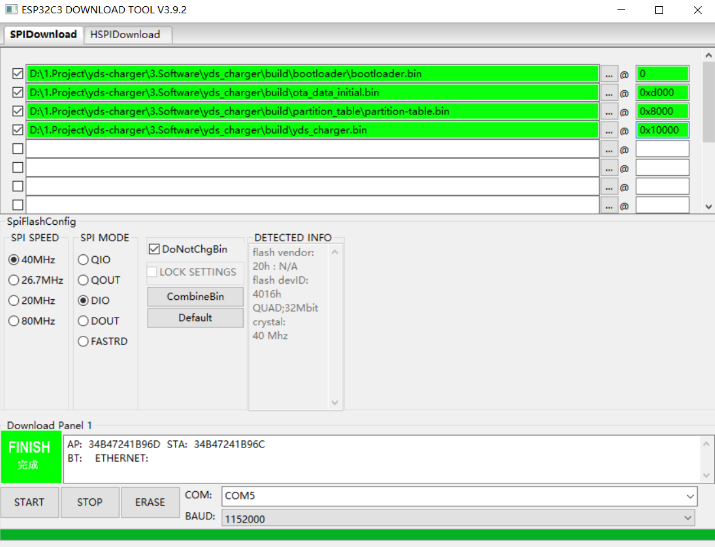 ESP32C3 DOWNLOAD TOOL V3.9.2
SPIDownload HSPIDownload
D:\1.Project\yds-charger\3.Software\yds_charger\build\bootloader\bootloader.bin ... @ 0
D:\1.Project\yds-charger\3.Software\yds_charger\build\ota_data_initial.bin ... @ 0xd000
D:\1.Project\yds-charger\3.Software\yds_charger\build\partition_table\partition-table.bin ... @ 0x8000
D:\1.Project\yds-charger\3.Software\yds_charger\build\yds_charger.bin ... @ 0x10000
... @
... @
... @
... @
SpiFlashConfig
SPI SPEED
40MHz
26.7MHz
20MHz
80MHz
SPI MODE
QIO
QOUT
DIO
DOUT
FASTRD
DoNotChgBin
LOCK SETTINGS
CombineBin
Default
DETECTED INFO
flash vendor:
20h : N/A
flash devID:
4016h
QUAD;32Mbit
crystal:
40 Mhz
Download Panel 1
FINISH
完成
AP: 34B47241B96D STA: 34B47241B96C
BT: ETHERNET:
START STOP ERASE
COM: COM5
BAUD: 1152000